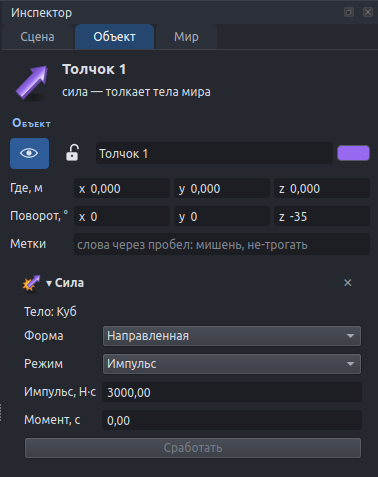 Инспектор
Сцена Объект Мир
Толчок 1
сила — толкает тела мира
Объект
Толчок 1
Где, м x 0,000 y 0,000 z 0,000
Поворот, ° x 0 y 0 z -35
Метки слова через пробел: мишень, не-трогать
▾ Сила ✕
Тело: Куб
Форма Направленная
Режим Импульс
Импульс, Н·с 3000,00
Момент, с 0,00
Сработать